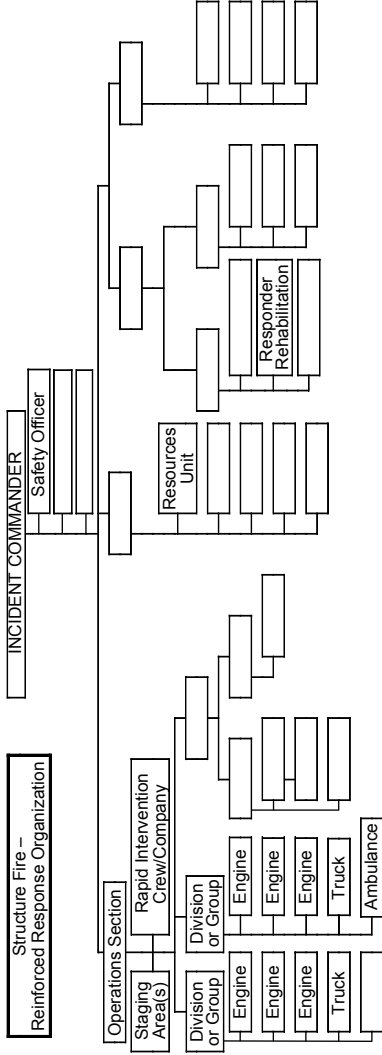 Structure Fire –
Reinforced Response Organization
INCIDENT COMMANDER
Safety Officer
Operations Section
Staging
Area(s)
Rapid Intervention
Crew/Company
Resources
Unit
Responder
Rehabilitation
Division
or Group
Engine
Engine
Engine
Truck
Division
or Group
Engine
Engine
Engine
Truck
Ambulance